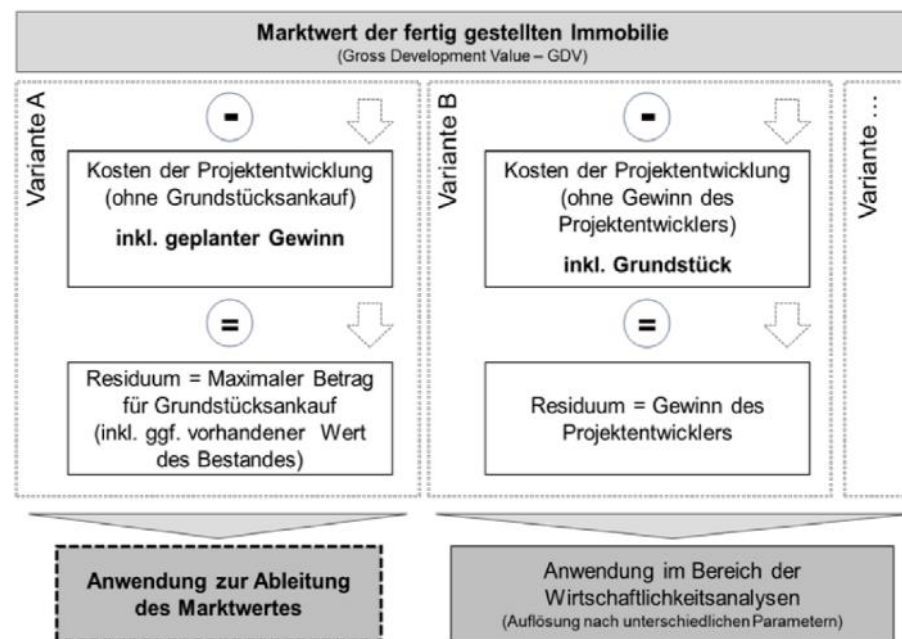 Marktwert der fertig gestellten Immobilie
(Gross Development Value – GDV)
Variante A
-
Kosten der Projektentwicklung
(ohne Grundstücksankauf)
inkl. geplanter Gewinn
=
Residuum = Maximaler Betrag
für Grundstücksankauf
(inkl. ggf. vorhandener Wert
des Bestandes)
Variante B
-
Kosten der Projektentwicklung
(ohne Gewinn des
Projektentwicklers)
inkl. Grundstück
=
Residuum = Gewinn des
Projektentwicklers
Variante ...
Anwendung zur Ableitung
des Marktwertes
Anwendung im Bereich der
Wirtschaftlichkeitsanalysen
(Auflösung nach unterschiedlichen Parametern)